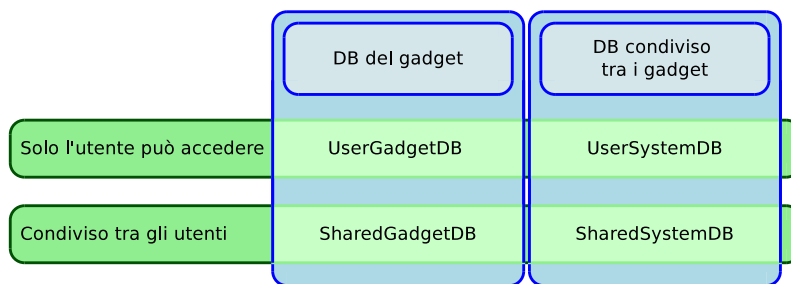 DB del gadget
DB condiviso
tra i gadget
Solo l'utente può accedere
UserGadgetDB
UserSystemDB
Condiviso tra gli utenti
SharedGadgetDB
SharedSystemDB